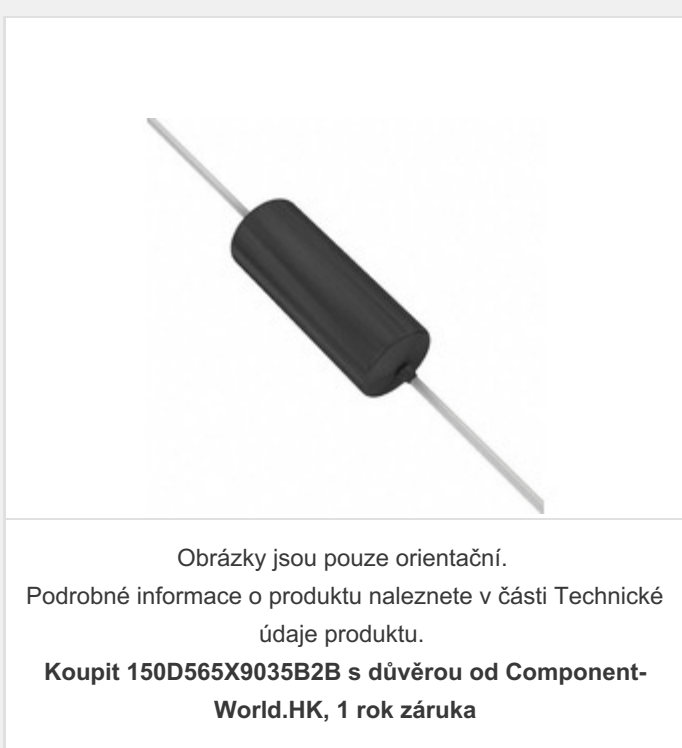 Obrázky jsou pouze orientační.
Podrobné informace o produktu naleznete v části Technické
údaje produktu.
Koupit 150D565X9035B2B s důvěrou od Component-
World.HK, 1 rok záruka